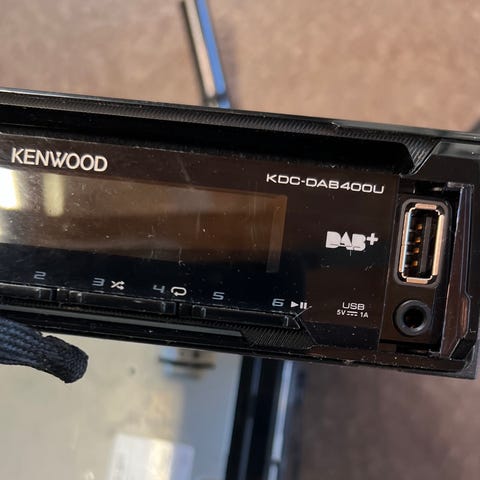 KENWOOD
KDC-DAB400U
DAB+
2
3
4
5
6
USB
5V 1A